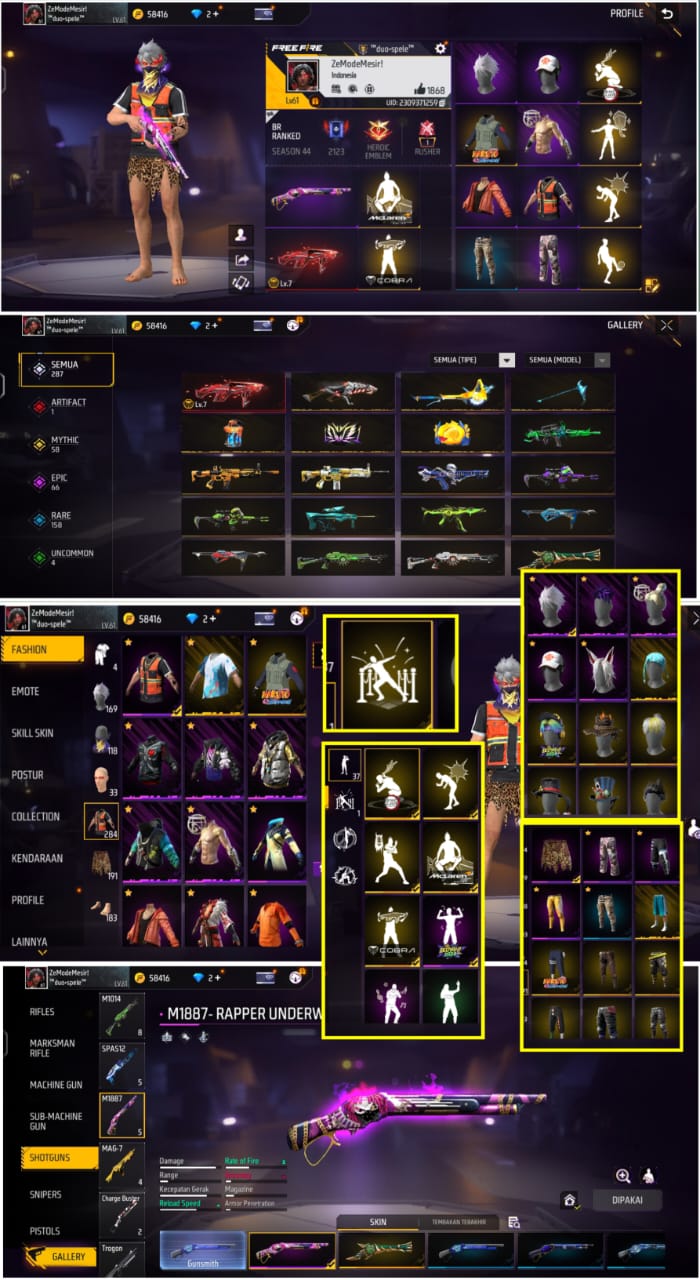 ZeModeMesir!
™duo-spele™
LV.61
58416
2 +
PROFILE
FREE FIRE
™duo-spele™
ZeModeMesir!
Indonesia
1868
Lv61
UID: 2309371259
BR
RANKED
SEASON 44
2123
HEROIC
EMBLEM
1
RUSHER
McLaren
Lv.7
COBRA
NARUTO
ZeModeMesir!
™duo-spele™
LV.61
58416
2 +
GALLERY
SEMUA
287
ARTIFACT
1
MYTHIC
58
EPIC
66
RARE
158
UNCOMMON
4
SEMUA (TIPE)
SEMUA (MODEL)
Lv.7
ZeModeMesir!
™duo-spele™
61
LV.61
58416
2 +
FASHION
EMOTE
SKILL SKIN
POSTUR
COLLECTION
KENDARAAN
PROFILE
LAINNYA
4
169
118
33
284
191
183
NARUTO
37
1
McLaren
COBRA
NARUTO
ZeModeMesir!
™duo-spele™
LV.61
58416
2 +
RIFLES
MARKSMAN
RIFLE
MACHINE GUN
SUB-MACHINE
GUN
SHOTGUNS
SNIPERS
PISTOLS
GALLERY
M1014
8
SPAS12
5
M1887
5
MAG-7
4
Charge Buster
2
Trogon
M1887- RAPPER UNDERW
Damage
Rate of Fire
Range
Kecepatan Gerak
Magazine
Reload Speed
Armor Penetration
DIPAKAI
SKIN
TEMBAKAN TERAKHIR
Gunsmith